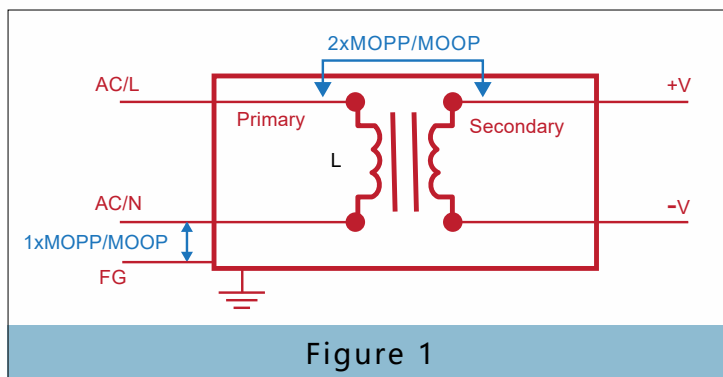 2xMOPP/MOOP
AC/L
+V
Primary
Secondary
L
AC/N
-V
1xMOPP/MOOP
FG
Figure 1